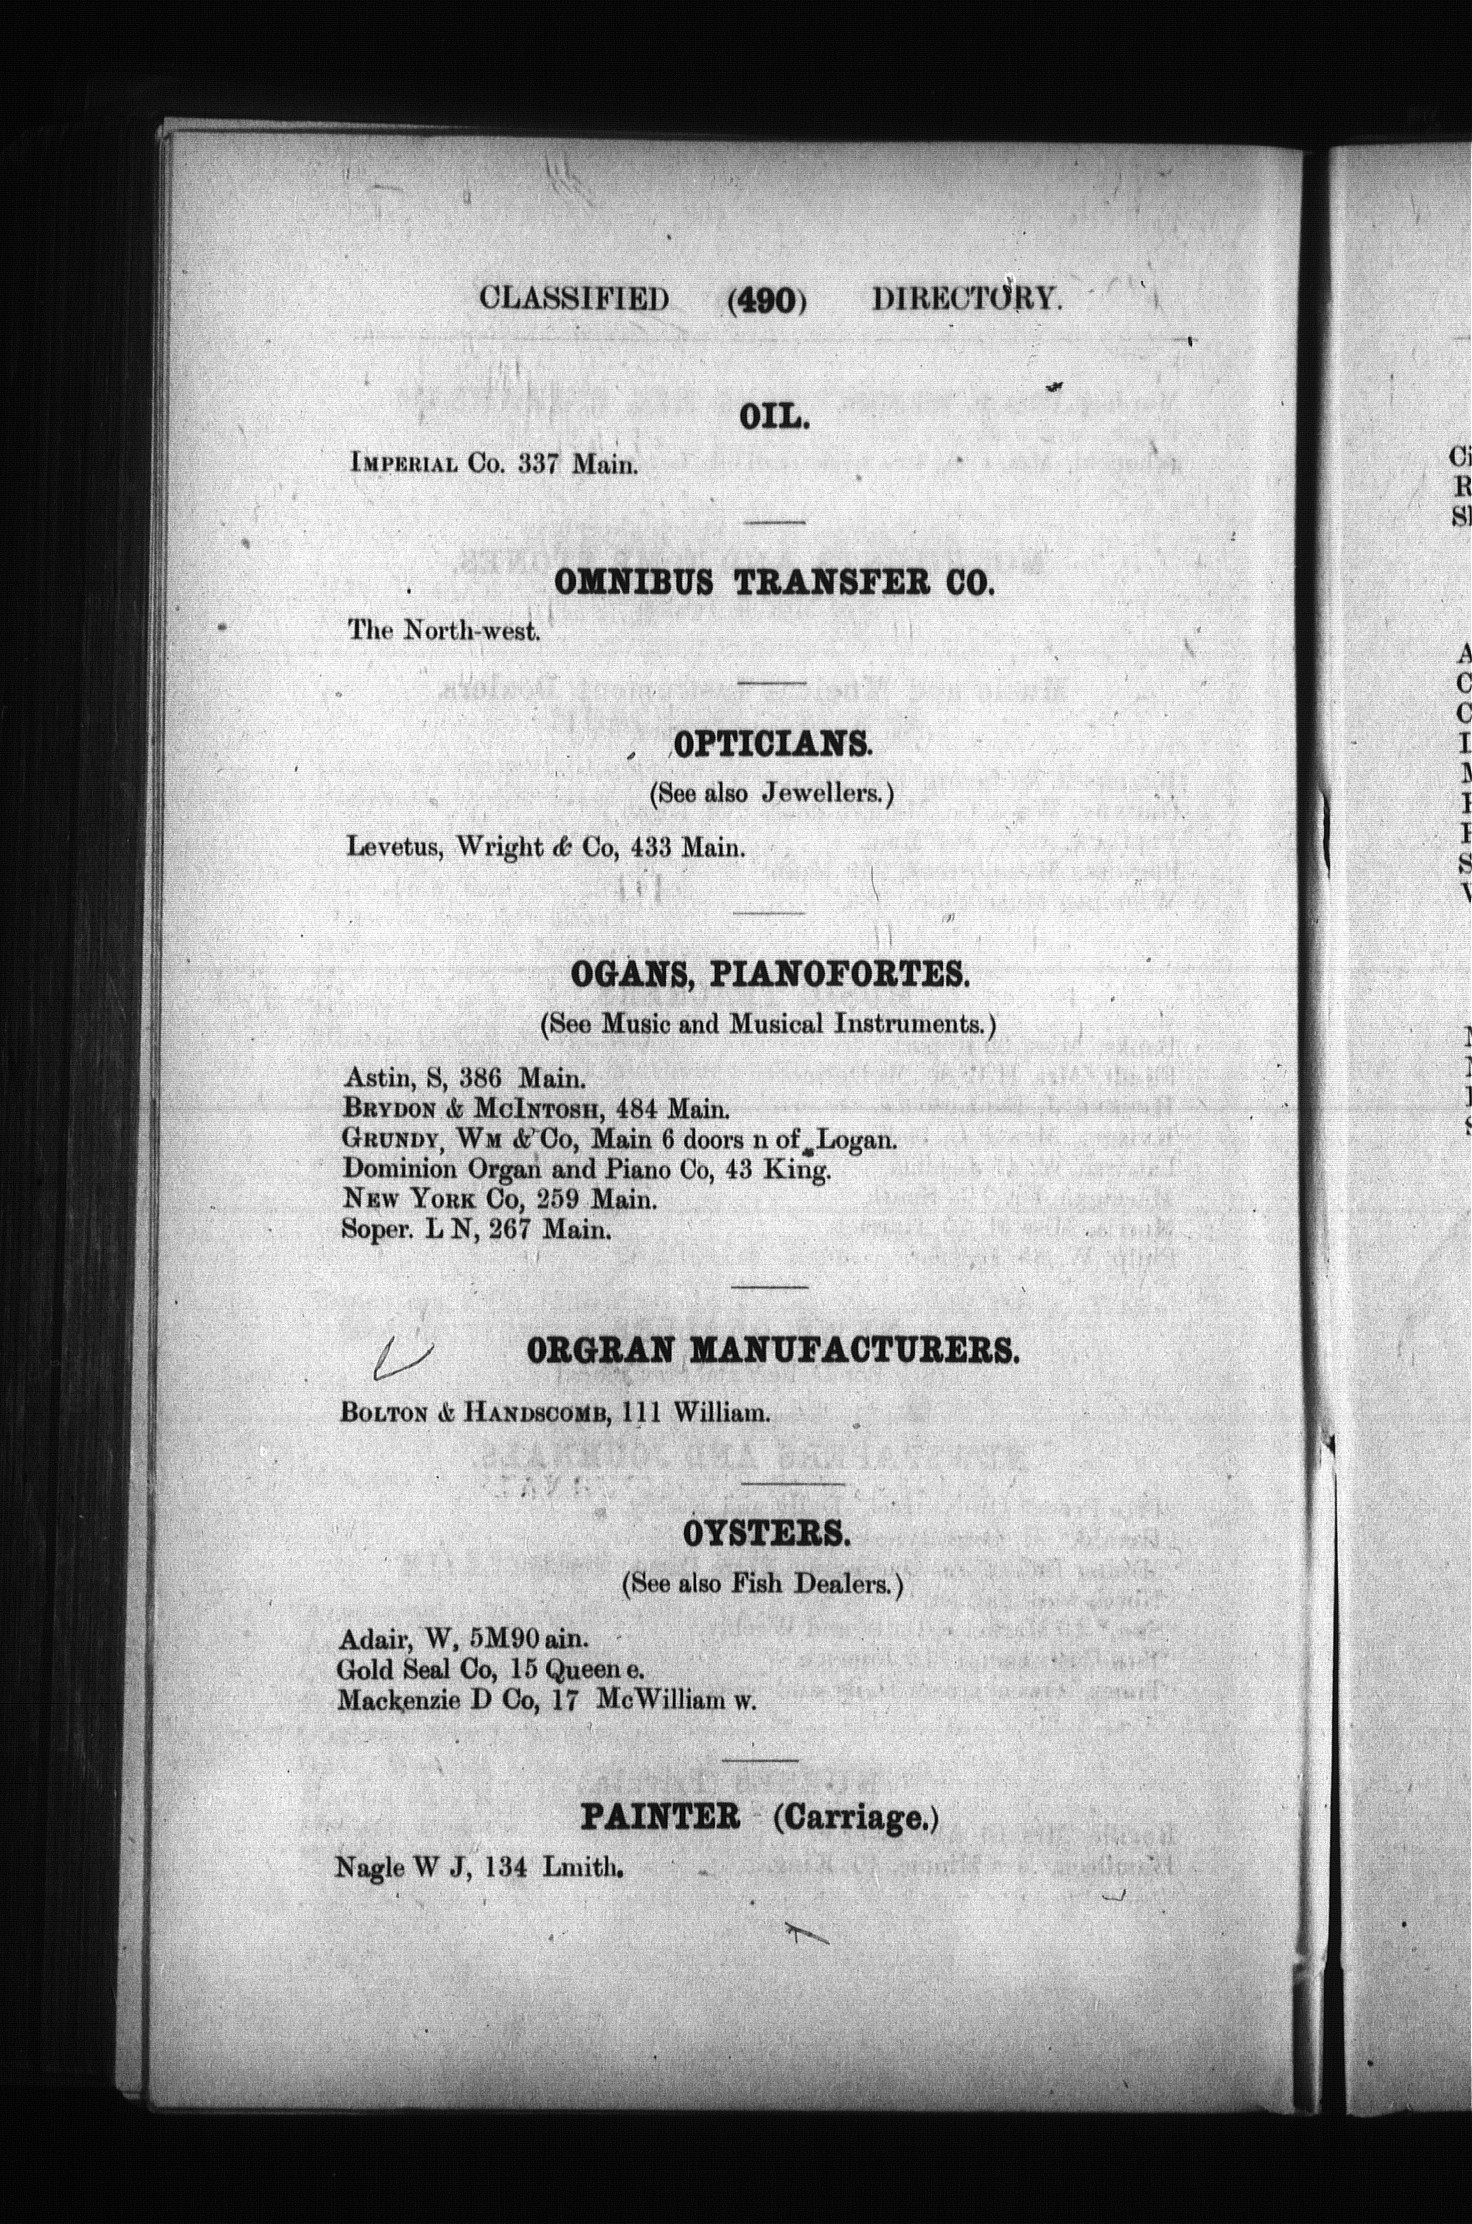 CLASSIFIED (490) DIRECTORY.
OIL.
IMPERIAL Co. 337 Main.
OMNIBUS TRANSFER CO.
The North-west.
OPTICIANS.
(See also Jewellers.)
Levetus, Wright & Co, 433 Main.
OGANS, PIANOFORTES.
(See Music and Musical Instruments.)
Astin, S, 386 Main.
BRYDON & MCINTOSH, 484 Main.
GRUNDY, WM & Co, Main 6 doors n of Logan.
Dominion Organ and Piano Co, 43 King.
NEW YORK Co, 259 Main.
Soper. L N, 267 Main.
ORGRAN MANUFACTURERS.
BOLTON & HANDSCOMB, 111 William.
OYSTERS.
(See also Fish Dealers.)
Adair, W, 5M90 ain.
Gold Seal Co, 15 Queen e.
Mackenzie D Co, 17 McWilliam w.
PAINTER (Carriage.)
Nagle W J, 134 Lmith.